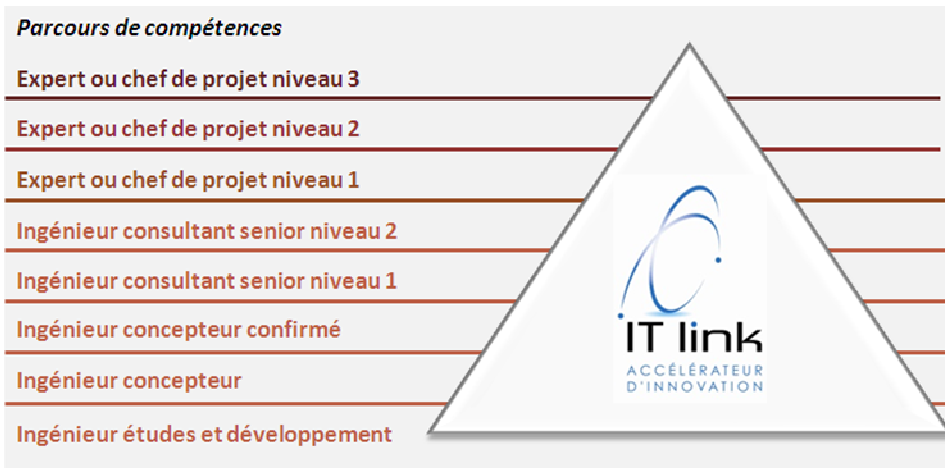 Parcours de compétences
Expert ou chef de projet niveau 3
Expert ou chef de projet niveau 2
Expert ou chef de projet niveau 1
Ingénieur consultant senior niveau 2
Ingénieur consultant senior niveau 1
Ingénieur concepteur confirmé
Ingénieur concepteur
Ingénieur études et développement
IT link
ACCÉLÉRATEUR
D'INNOVATION